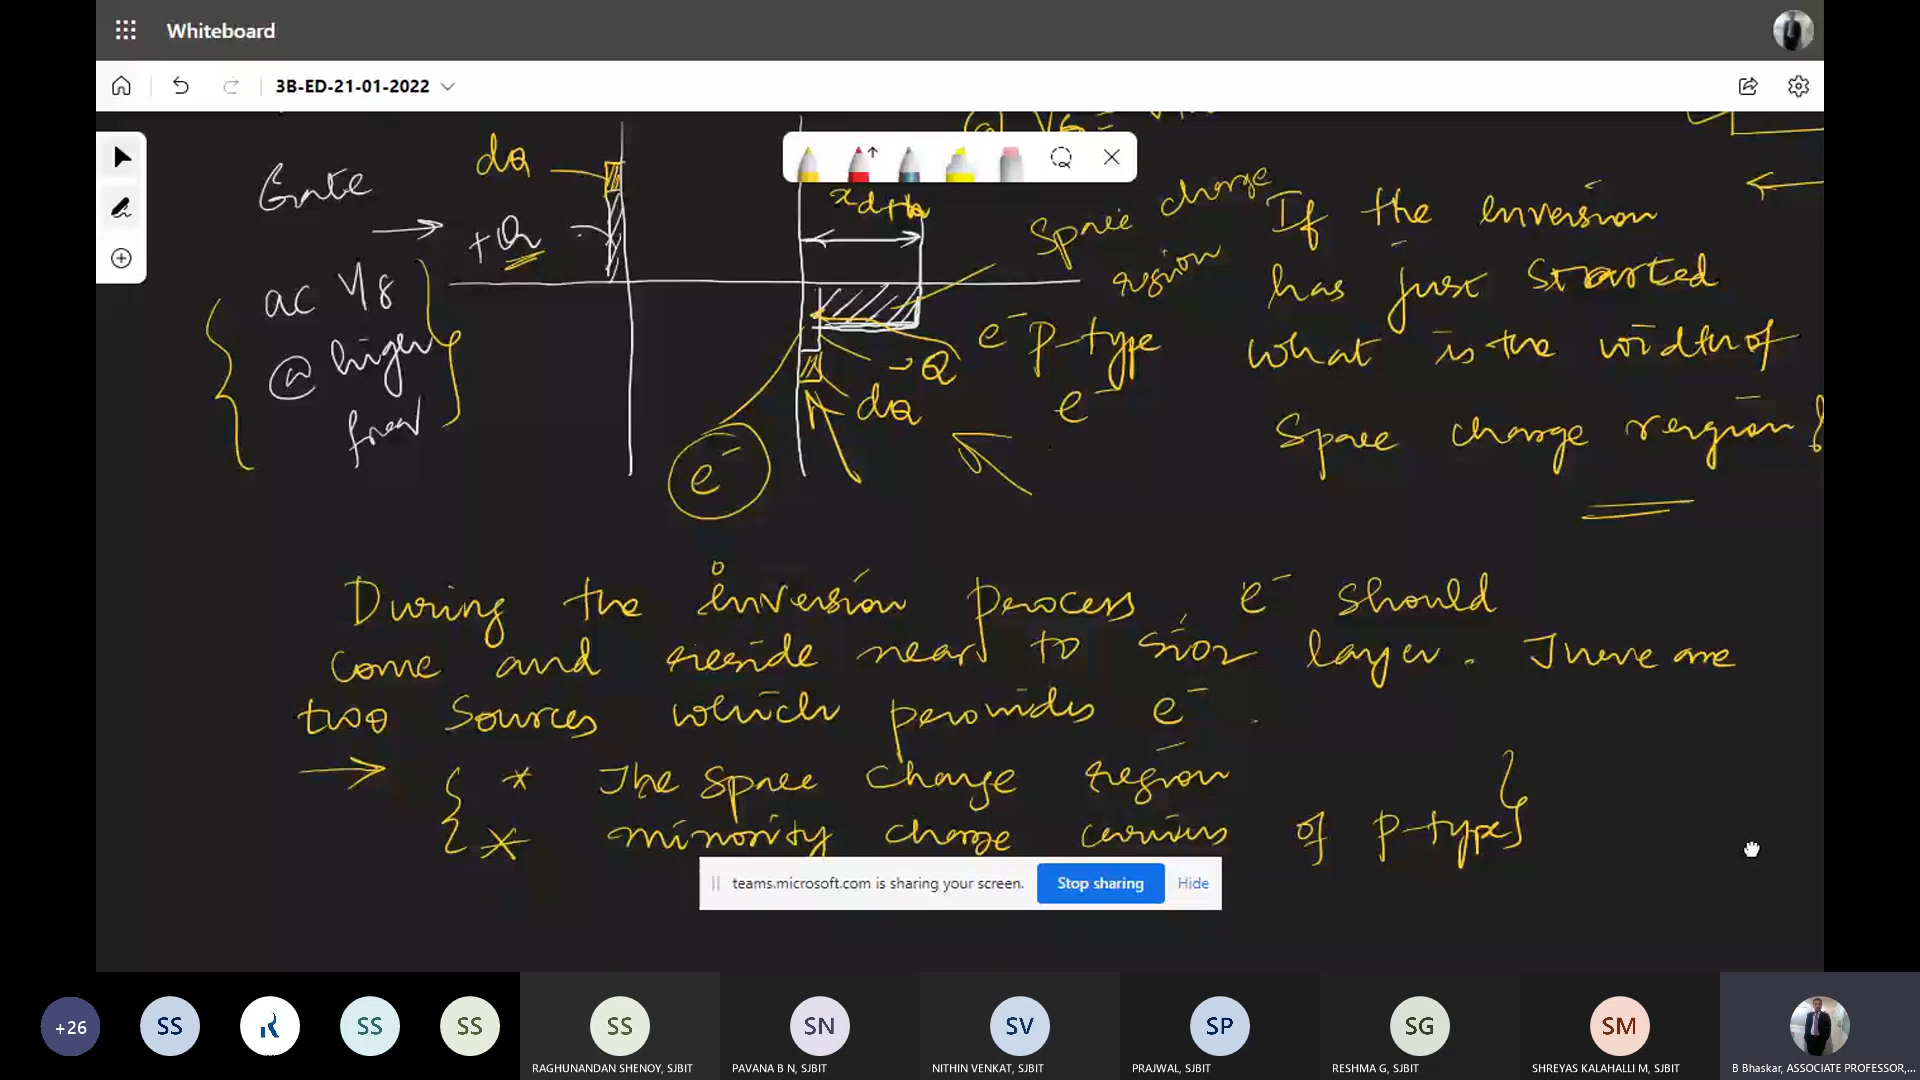 Whiteboard
3B-ED-21-01-2022
dQ
Gate
+Q
ac Vg
@ higer
xdth
Space charge
region
e⁻ p-type
e⁻
-Q
dQ
e⁻
If the inversion
has just started
what is the width of
Space charge region?
During the inversion process, e⁻ should
come and reside near to SiO2 layer. There are
two sources which provides e⁻.
→ { * The space charge region
* minority charge carriers of p-type }
teams.microsoft.com is sharing your screen.
Stop sharing
Hide
+26
SS
SS
SS
SS
SN
SV
SP
SG
SM
RAGHUNANDAN SHENOY, SJBIT
PAVANA B N, SJBIT
NITHIN VENKAT, SJBIT
PRAJWAL, SJBIT
RESHMA G, SJBIT
SHREYAS KALAHALLI M, SJBIT
B Bhaskar, ASSOCIATE PROFESSOR,...